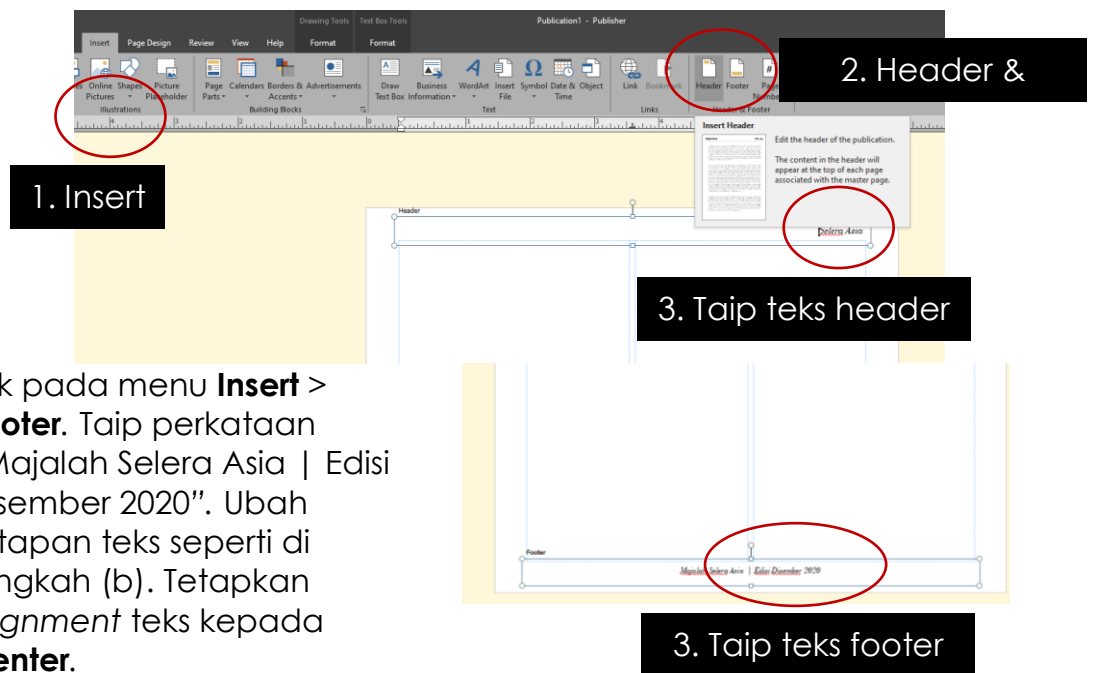 Drawing Tools Text Box Tools Publication1 - Publisher
Insert Page Design Review View Help Format Format
Online Pictures Shapes Picture Placeholder Page Parts Calendars Borders & Accents Advertisements Draw Text Box Business Information WordArt Insert File Symbol Date & Time Object Link Bookmark Header Footer Page
Illustrations Building Blocks Text Links Header & Footer
2. Header &
Insert Header
Edit the header of the publication.
The content in the header will
appear at the top of each page
associated with the master page.
1. Insert
Header
Selera Asia
3. Taip teks header
k pada menu Insert >
oter. Taip perkataan
Majalah Selera Asia | Edisi
sember 2020”. Ubah
tapan teks seperti di
ngkah (b). Tetapkan
gnment teks kepada
enter.
Footer
Majalah Selera Asia | Edisi Disember 2020
3. Taip teks footer